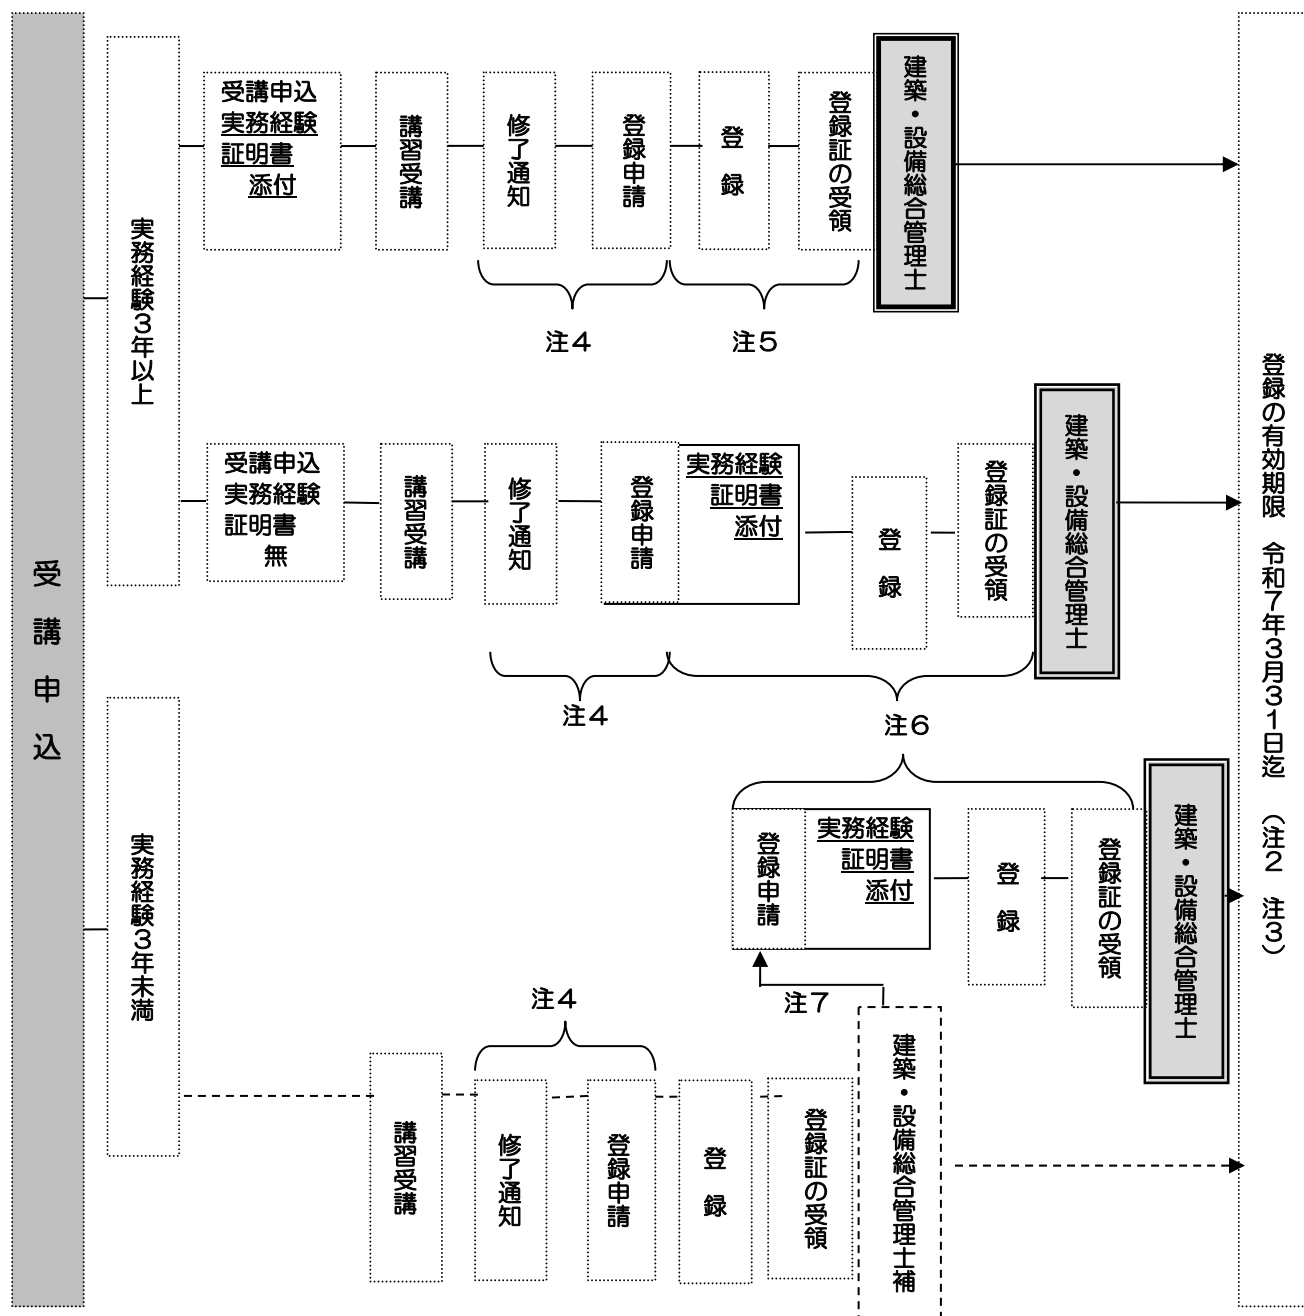 受講申込
実務経験３年以上
受講申込
実務経験
証明書
添付
講習受講
修了通知
登録申請
登録
登録証の受領
建築・設備総合管理士
注４
注５
受講申込
実務経験
証明書
無
講習受講
修了通知
登録申請
実務経験
証明書
添付
登録
登録証の受領
建築・設備総合管理士
注４
注６
実務経験３年未満
登録申請
実務経験
証明書
添付
登録
登録証の受領
建築・設備総合管理士
注７
注４
講習受講
修了通知
登録申請
登録
登録証の受領
建築・設備総合管理士補
登録の有効期限　令和７年３月３１日迄　（注２　注３）